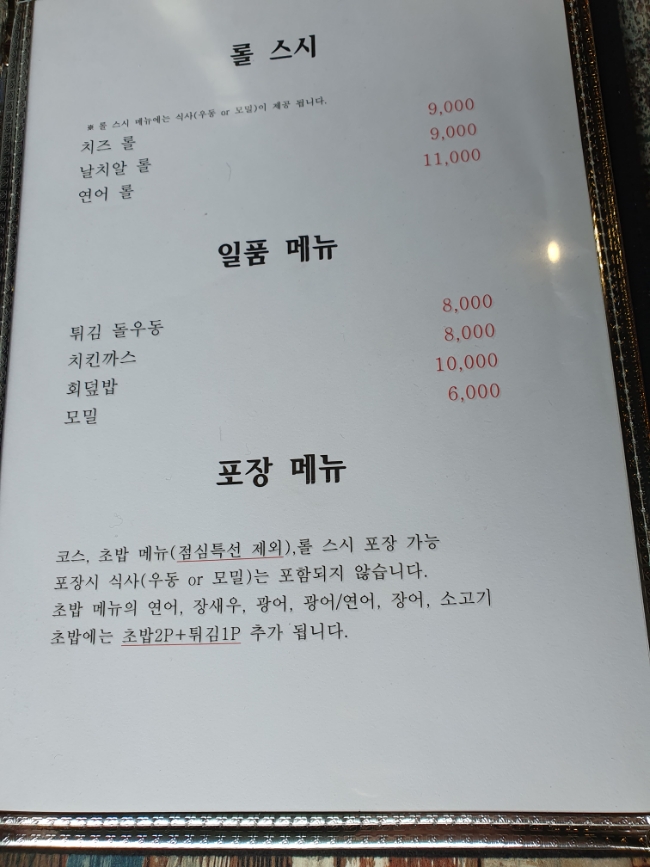 롤 스시
※ 롤 스시 메뉴에는 식사(우동 or 모밀)이 제공 됩니다.
치즈 롤 9,000
날치알 롤 9,000
연어 롤 11,000
일품 메뉴
튀김 돌우동 8,000
치킨까스 8,000
회덮밥 10,000
모밀 6,000
포장 메뉴
코스, 초밥 메뉴(점심특선 제외),롤 스시 포장 가능
포장시 식사(우동 or 모밀)는 포함되지 않습니다.
초밥 메뉴의 연어, 장새우, 광어, 광어/연어, 장어, 소고기
초밥에는 초밥2P+튀김1P 추가 됩니다.